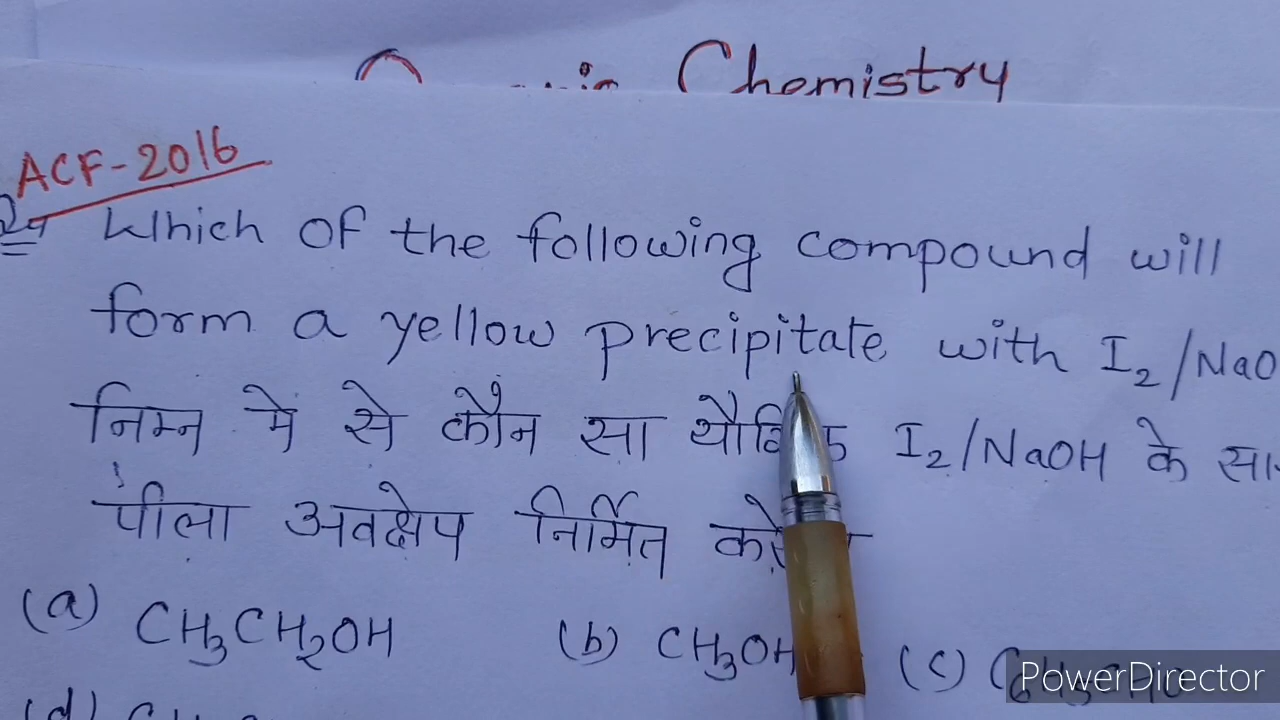 Chemistry
ACF-2016
Which of the following compound will
form a yellow precipitate with I2/NaO
निम्न में से कौन सा I2/NaOH के
पीला अवक्षेप निर्मित
(a) CH3CH2OH (b) CH3OH (c)
(d)
PowerDirector